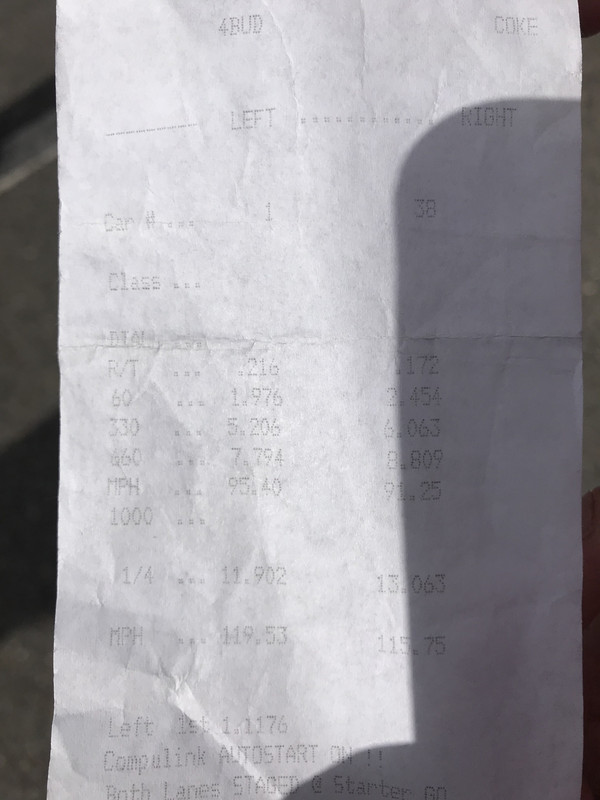 4BUD COKE
LEFT RIGHT
Car # ... 1 38
Class ...
DIAL ...
R/T ... .216 .172
60 ... 1.976 2.454
330 ... 5.206 6.063
660 ... 7.794 8.809
MPH ... 95.40 91.25
1000 ...
1/4 ... 11.902 13.063
MPH ... 119.53 115.75
Left 1st 1.1176
Compulink AUTOSTART ON !!
Both Lanes STAGED @ Starter GO